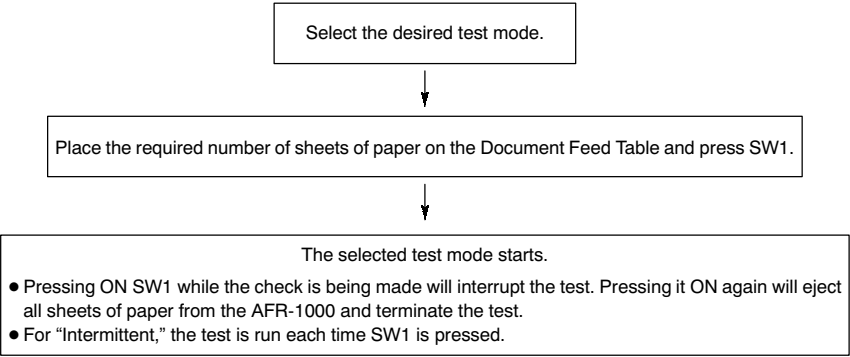 Select the desired test mode.
Place the required number of sheets of paper on the Document Feed Table and press SW1.
The selected test mode starts.
● Pressing ON SW1 while the check is being made will interrupt the test. Pressing it ON again will eject
all sheets of paper from the AFR-1000 and terminate the test.
● For “Intermittent,” the test is run each time SW1 is pressed.